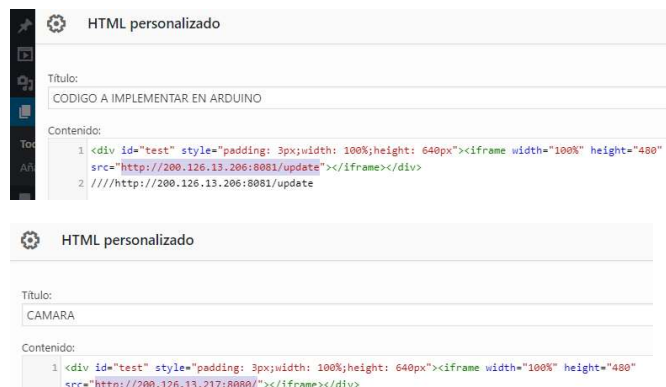 HTML personalizado
Título:
CODIGO A IMPLEMENTAR EN ARDUINO
Contenido:
1 <div id="test" style="padding: 3px;width: 100%;height: 640px"><iframe width="100%" height="480"
src="http://200.126.13.206:8081/update"></iframe></div>
2 ////http://200.126.13.206:8081/update
HTML personalizado
Título:
CAMARA
Contenido:
1 <div id="test" style="padding: 3px;width: 100%;height: 640px"><iframe width="100%" height="480"
src="http://200.126.13.217:8080/"></iframe></div>